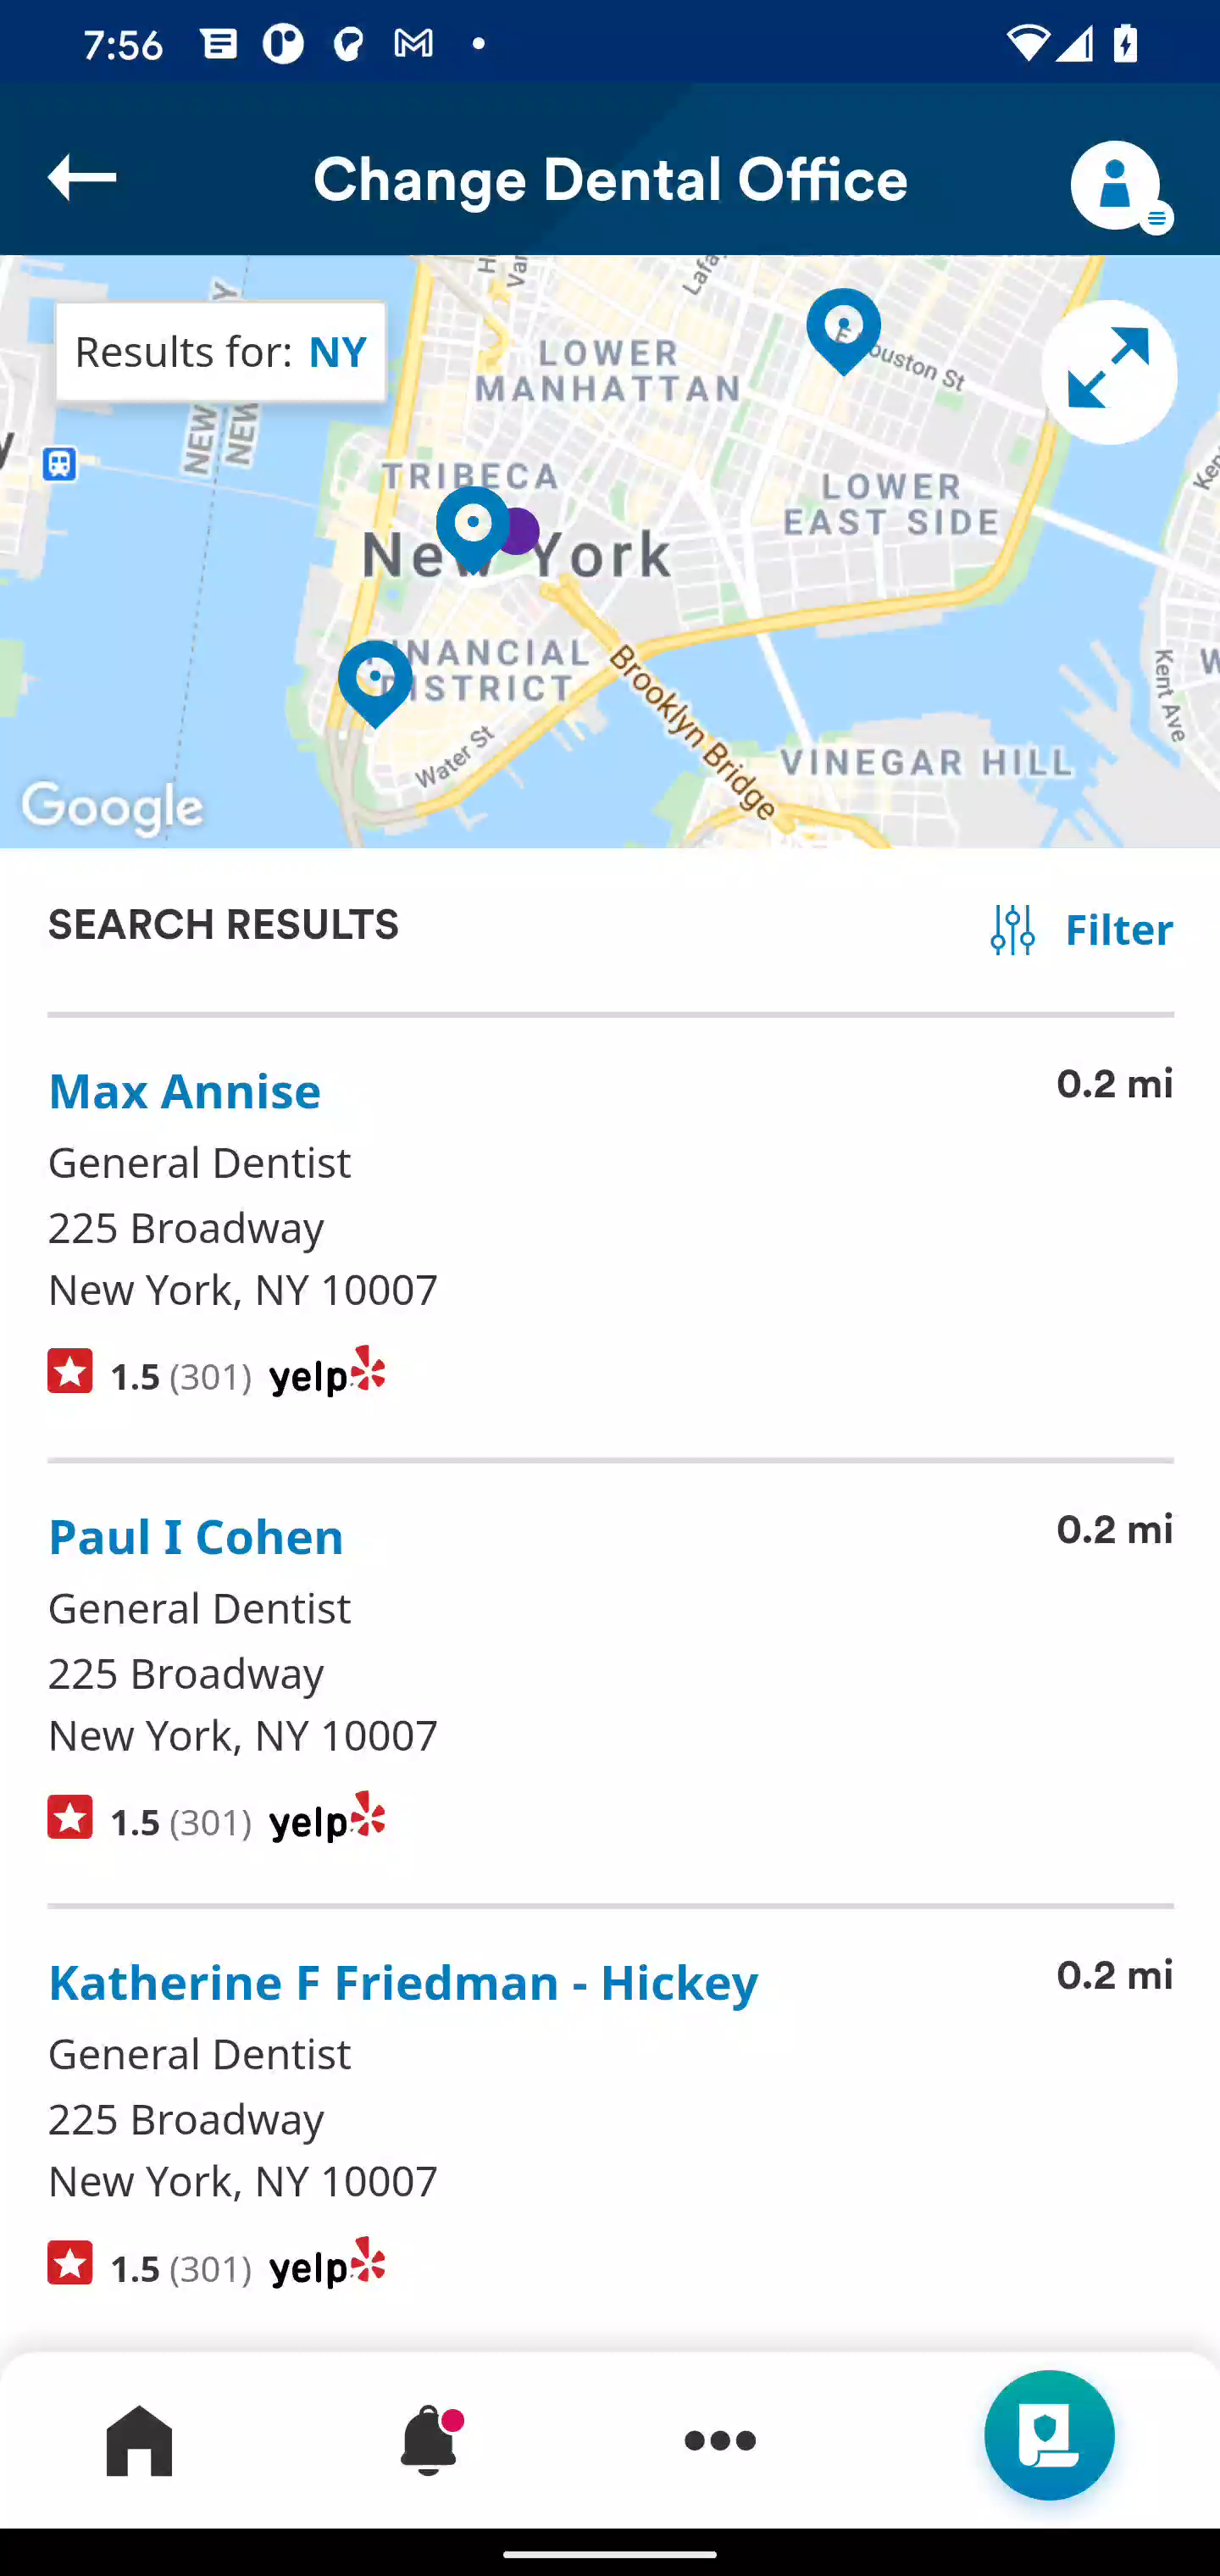 7:56
Change Dental Office
Results for: NY
LOWER
MANHATTAN
ouston St
TRIBECA
LOWER
EAST SIDE
New York
FINANCIAL
DISTRICT
Brooklyn Bridge
Water St
Kent Ave
VINEGAR HILL
Google
SEARCH RESULTS
Filter
Max Annise
0.2 mi
General Dentist
225 Broadway
New York, NY 10007
1.5 (301) yelp
Paul I Cohen
0.2 mi
General Dentist
225 Broadway
New York, NY 10007
1.5 (301) yelp
Katherine F Friedman - Hickey
0.2 mi
General Dentist
225 Broadway
New York, NY 10007
1.5 (301) yelp